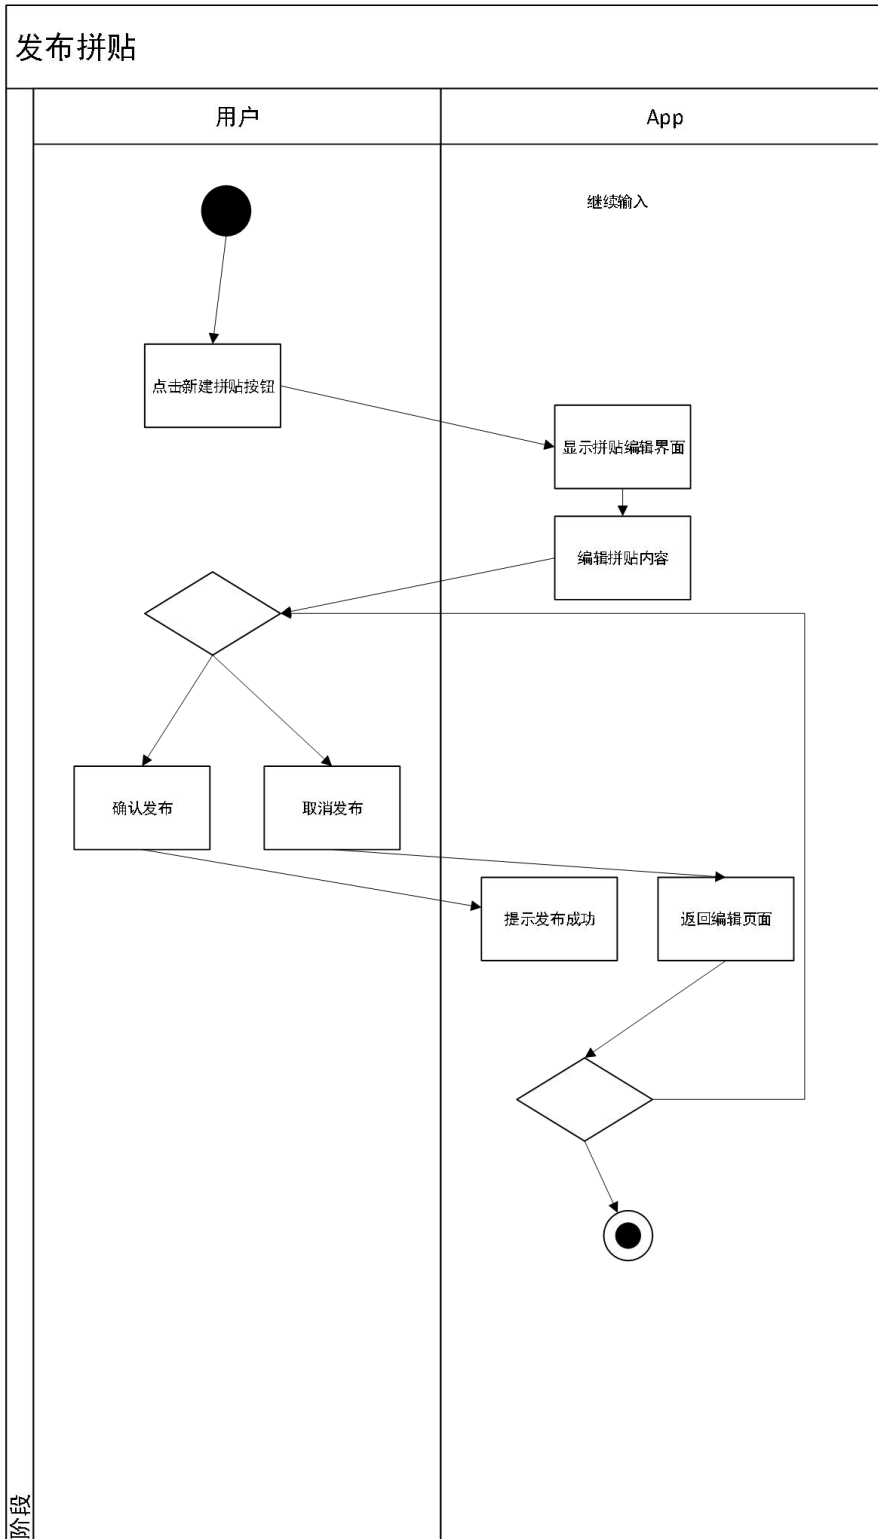 发布拼贴
用户
App
继续输入
点击新建拼贴按钮
显示拼贴编辑界面
编辑拼贴内容
确认发布
取消发布
提示发布成功
返回编辑页面
阶段